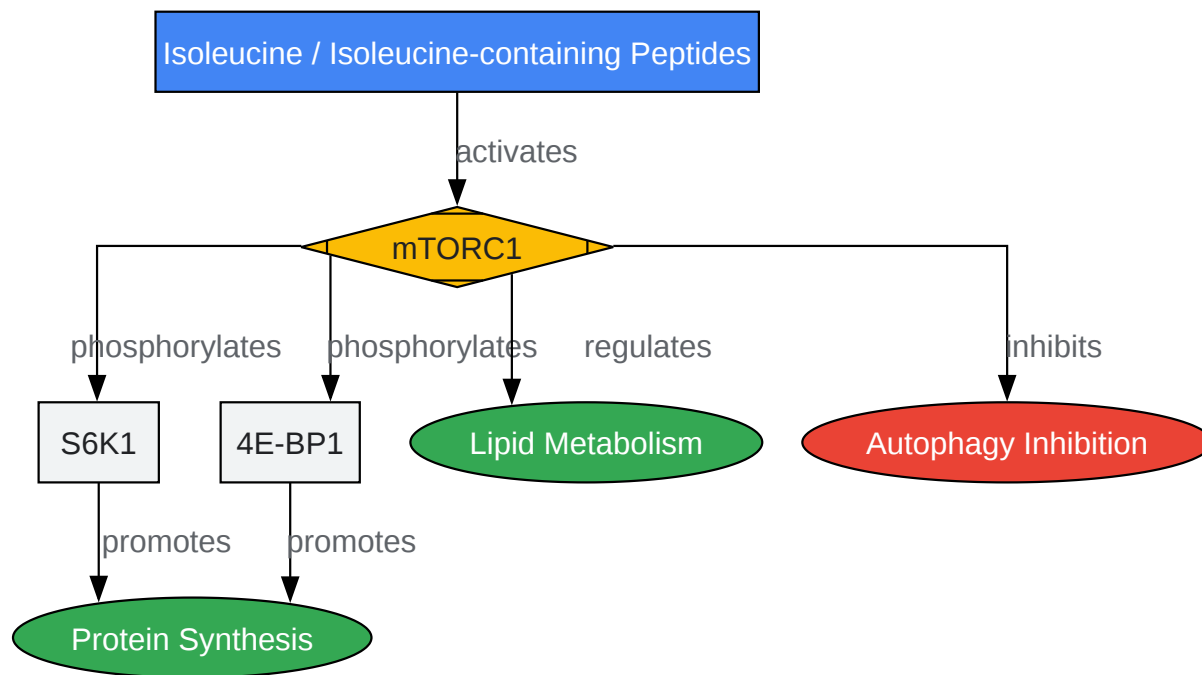 Isoleucine / Isoleucine-containing Peptides
activates
mTORC1
phosphorylates
phosphorylates
regulates
inhibits
S6K1
4E-BP1
Lipid Metabolism
Autophagy Inhibition
promotes
promotes
Protein Synthesis